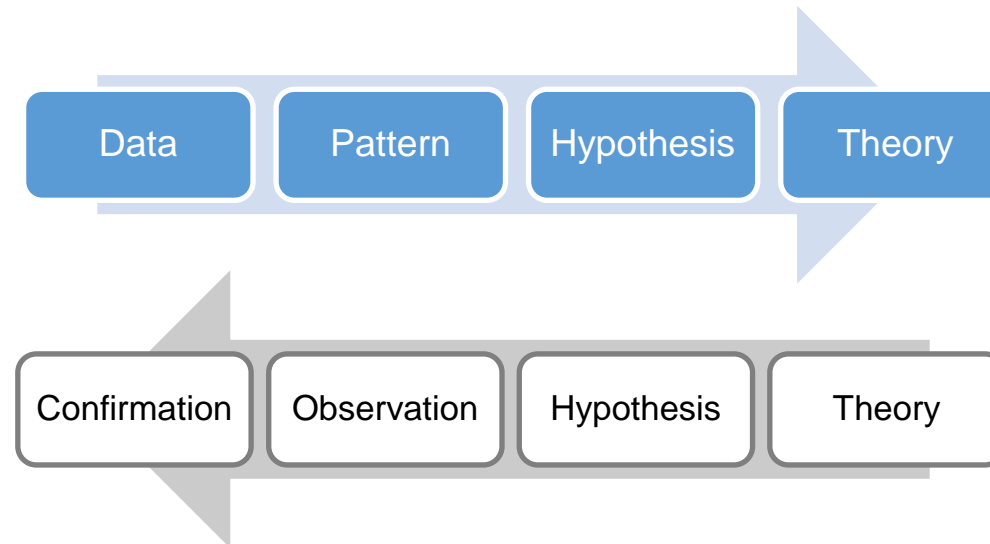 Data
Pattern
Hypothesis
Theory
Confirmation
Observation
Hypothesis
Theory